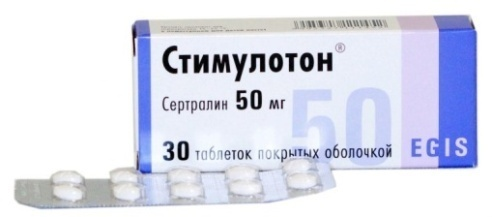 Стимулотон®
Сертралин 50 мг
50
30 таблеток покрытых оболочкой
EGIS